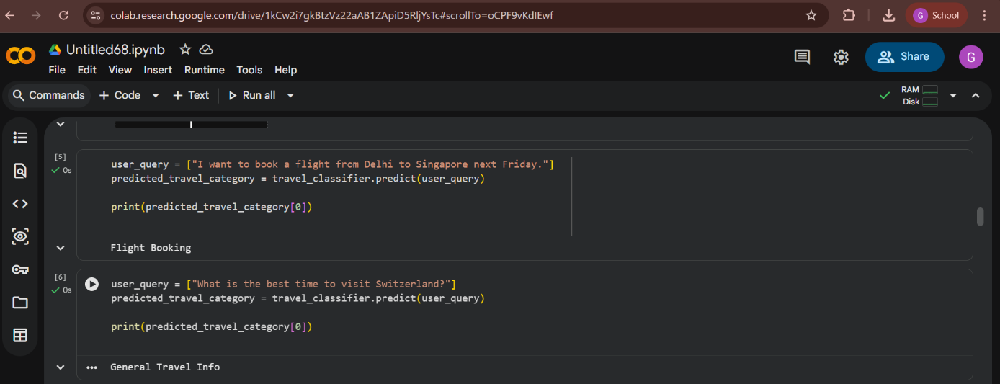 colab.research.google.com/drive/1kCw2i7gkBtzVz22aAB1ZApiD5RljYsTc#scrollTo=oCPF9vKdIEwf
G School
CO Untitled68.ipynb
File Edit View Insert Runtime Tools Help
Share
G
Commands + Code + Text Run all
RAM
Disk
[5]
0s
user_query = ["I want to book a flight from Delhi to Singapore next Friday."]
predicted_travel_category = travel_classifier.predict(user_query)
print(predicted_travel_category[0])
Flight Booking
[6]
0s
user_query = ["What is the best time to visit Switzerland?"]
predicted_travel_category = travel_classifier.predict(user_query)
print(predicted_travel_category[0])
General Travel Info